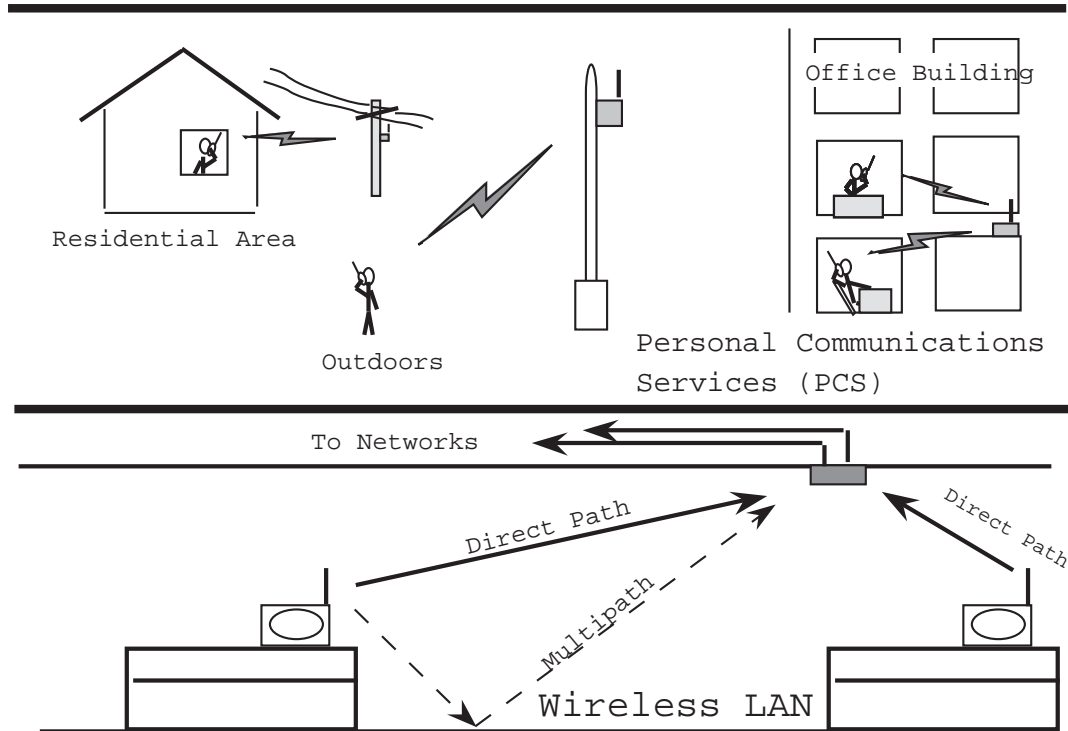 Office Building
Residential Area
Outdoors
Personal Communications
Services (PCS)
To Networks
Direct Path
Direct Path
Multipath
Wireless LAN